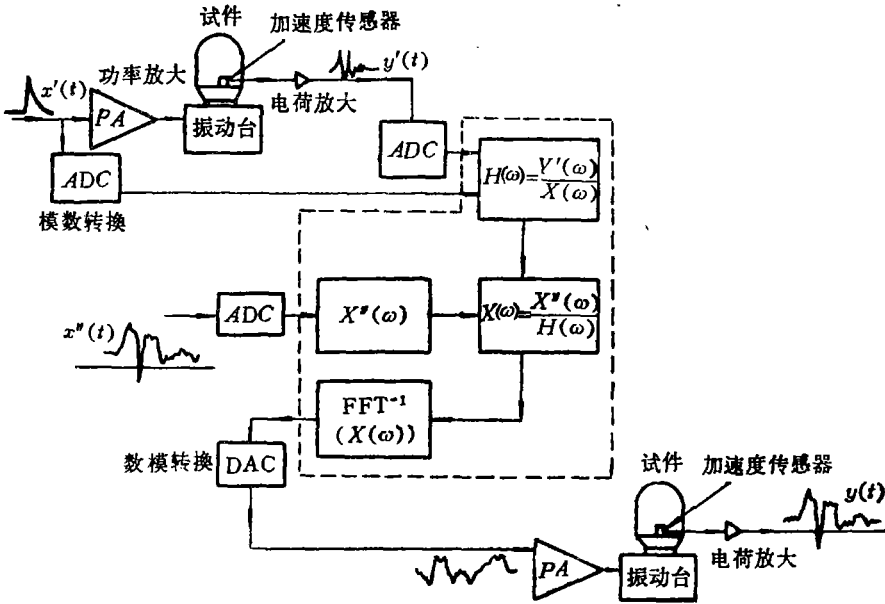 试件
加速度传感器
功率放大
x′(t)
y′(t)
PA
电荷放大
振动台
ADC
ADC
H(ω)=Y′(ω)/X(ω)
模数转换
ADC
X″(ω)
X(ω)=X″(ω)/H(ω)
x″(t)
FFT⁻¹
(X(ω))
数模转换
DAC
试件
加速度传感器
y(t)
PA
电荷放大
振动台